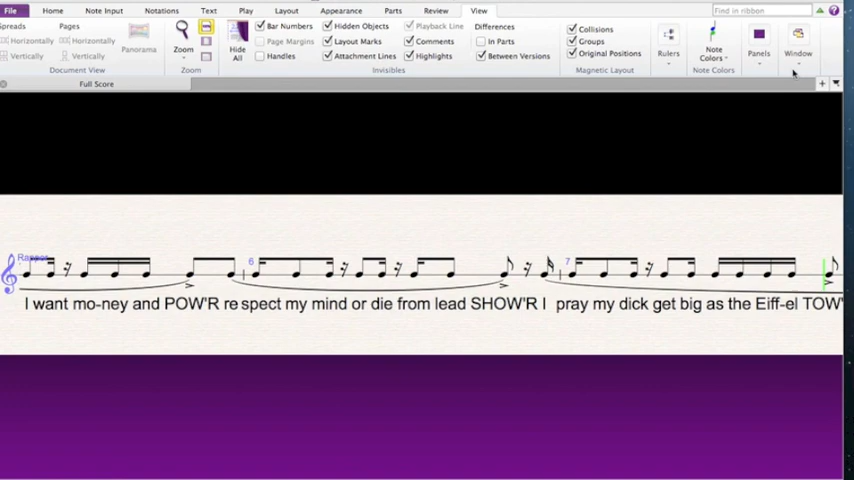 File Home Note Input Notations Text Play Layout Appearance Parts Review View Find in ribbon
Spreads Pages Bar Numbers Hidden Objects Playback Line Differences Collisions
Horizontally Horizontally Panorama Zoom Hide All Page Margins Layout Marks Comments In Parts Groups Rulers Note Colors Panels Window
Vertically Vertically Handles Attachment Lines Highlights Between Versions Original Positions
Document View Zoom Invisibles Magnetic Layout Note Colors
Full Score
Rapper
6 7
I want mo-ney and POW'R re spect my mind or die from lead SHOW'R I pray my dick get big as the Eiff-el TOW'